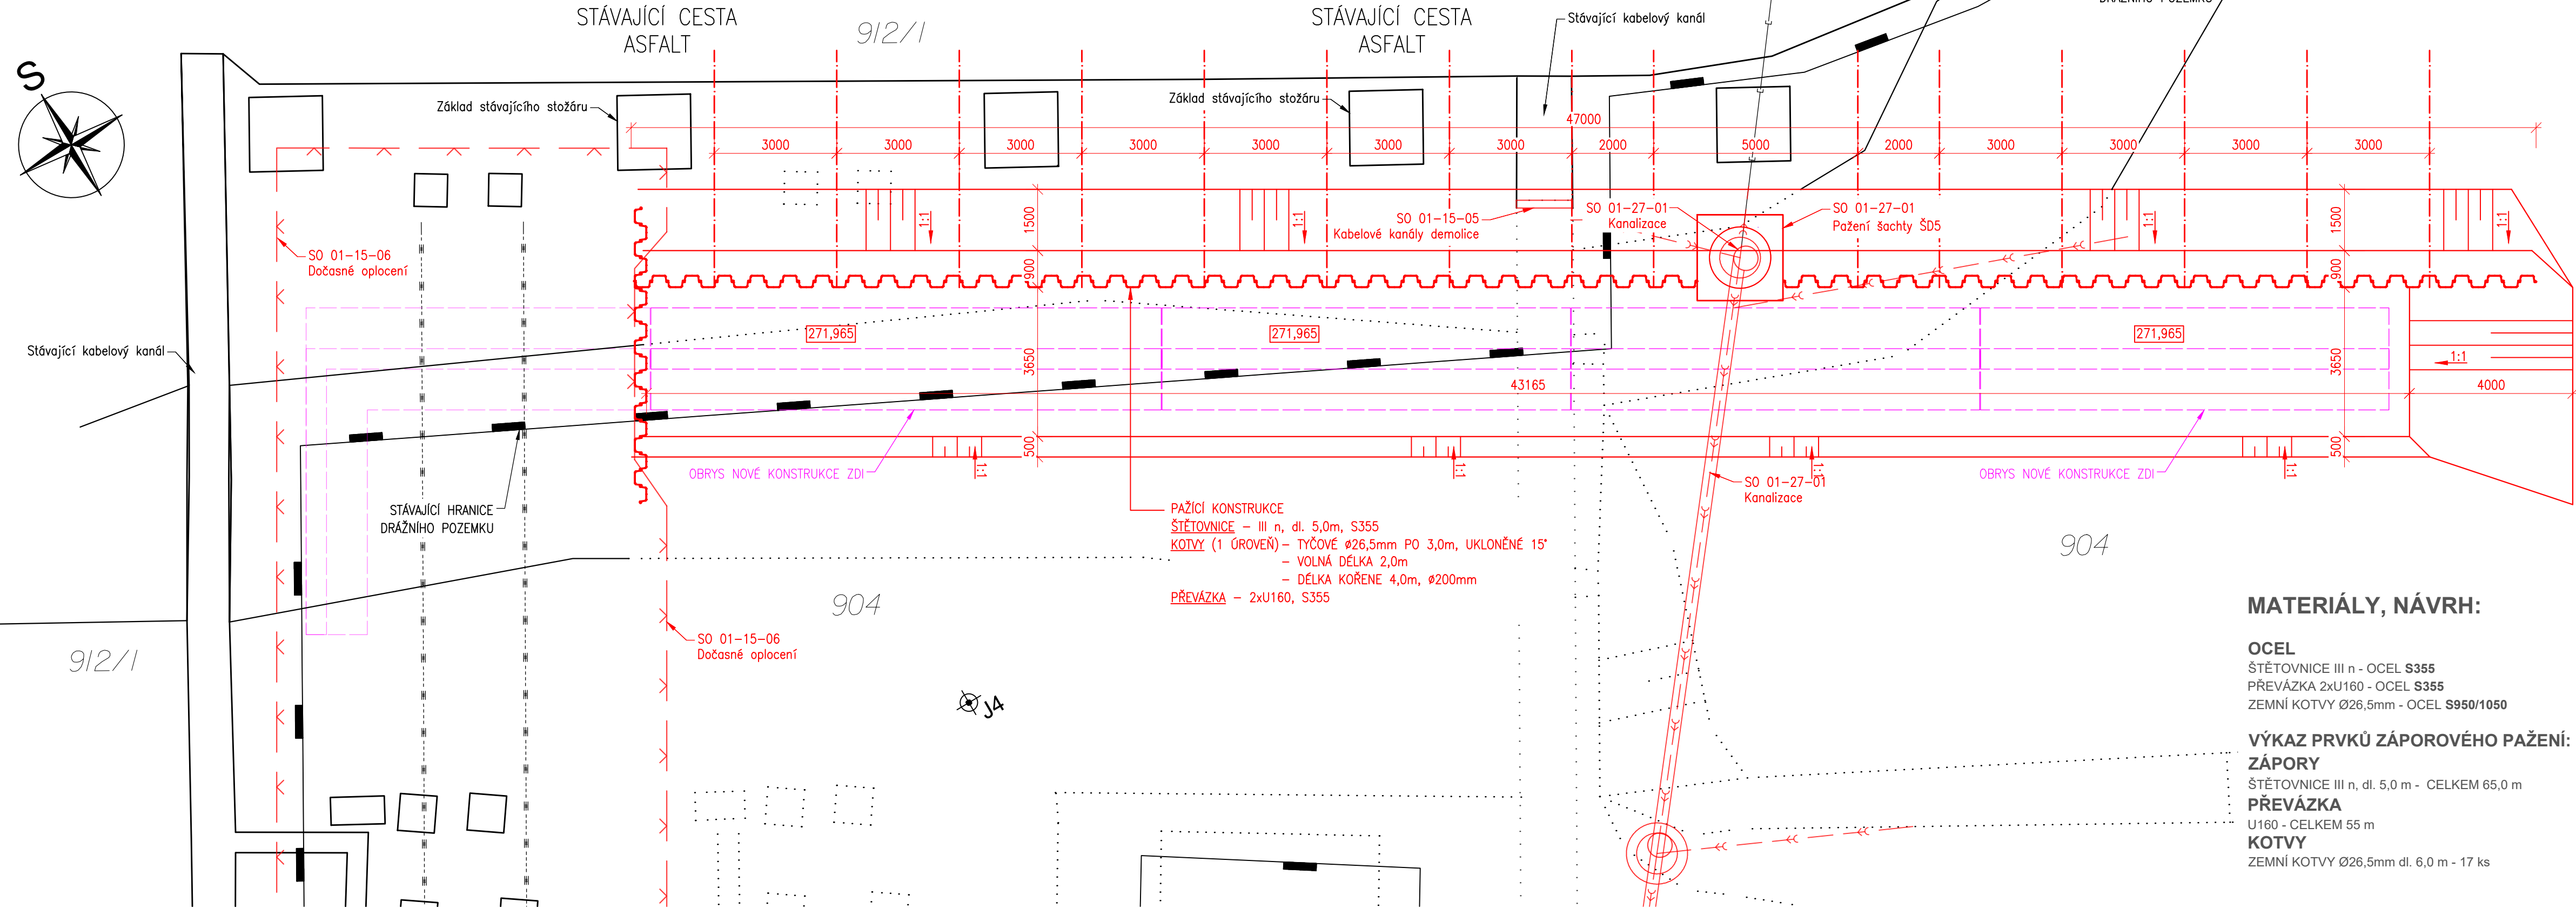 STÁVAJÍCÍ CESTA
ASFALT
912/1
STÁVAJÍCÍ CESTA
ASFALT
Stávající kabelový kanál
S
Základ stávajícího stožáru
Základ stávajícího stožáru
47000
3000
3000
3000
3000
3000
3000
3000
2000
5000
2000
3000
3000
3000
3000
1500
1:1
1:1
SO 01-15-05
Kabelové kanály demolice
SO 01-27-01
Kanalizace
SO 01-27-01
Pažení šachty ŠD5
1:1
1500
1:1
SO 01-15-06
Dočasné oplocení
900
900
271,965
271,965
271,965
Stávající kabelový kanál
3650
3650
1:1
43165
4000
500
500
OBRYS NOVÉ KONSTRUKCE ZDI
1:1
1:1
1:1
1:1
OBRYS NOVÉ KONSTRUKCE ZDI
SO 01-27-01
Kanalizace
STÁVAJÍCÍ HRANICE
DRÁŽNÍHO POZEMKU
PAŽÍCÍ KONSTRUKCE
ŠTĚTOVNICE – III n, dl. 5,0m, S355
KOTVY (1 ÚROVEŇ) – TYČOVÉ ø26,5mm PO 3,0m, UKLONĚNÉ 15°
– VOLNÁ DÉLKA 2,0m
– DÉLKA KOŘENE 4,0m, ø200mm
PŘEVÁZKA – 2xU160, S355
904
904
912/1
SO 01-15-06
Dočasné oplocení
J4
MATERIÁLY, NÁVRH:
OCEL
ŠTĚTOVNICE III n - OCEL S355
PŘEVÁZKA 2xU160 - OCEL S355
ZEMNÍ KOTVY Ø26,5mm - OCEL S950/1050
VÝKAZ PRVKŮ ZÁPOROVÉHO PAŽENÍ:
ZÁPORY
ŠTĚTOVNICE III n, dl. 5,0 m - CELKEM 65,0 m
PŘEVÁZKA
U160 - CELKEM 55 m
KOTVY
ZEMNÍ KOTVY Ø26,5mm dl. 6,0 m - 17 ks